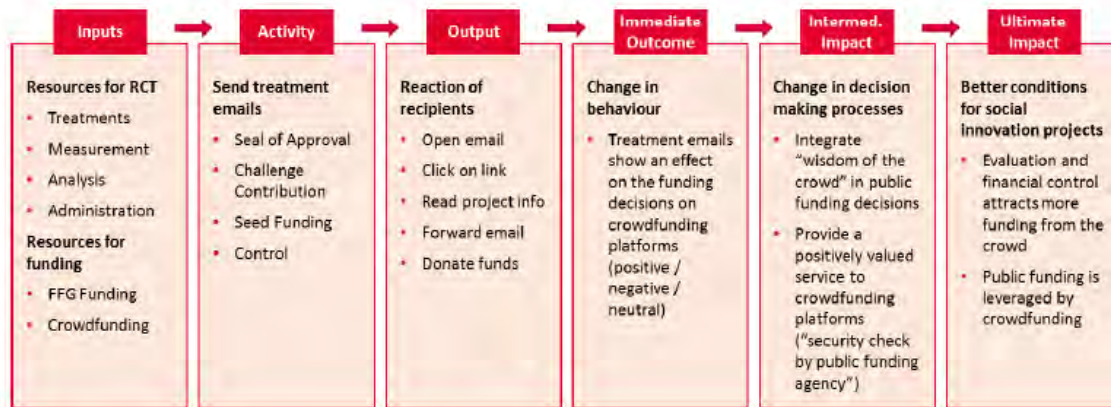 Inputs
Resources for RCT
• Treatments
• Measurement
• Analysis
• Administration
Resources for
funding
• FFG Funding
• Crowdfunding
Activity
Send treatment
emails
• Seal of Approval
• Challenge
Contribution
• Seed Funding
• Control
Output
Reaction of
recipients
• Open email
• Click on link
• Read project info
• Forward email
• Donate funds
Immediate
Outcome
Change in
behaviour
• Treatment emails
show an effect
on the funding
decisions on
crowdfunding
platforms
(positive /
negative /
neutral)
Intermed.
Impact
Change in decision
making processes
• Integrate
"wisdom of the
crowd" in public
funding decisions
• Provide a
positively valued
service to
crowdfunding
platforms
("security check
by public funding
agency")
Ultimate
Impact
Better conditions
for social
innovation projects
• Evaluation and
financial control
attracts more
funding from the
crowd
• Public funding is
leveraged by
crowdfunding